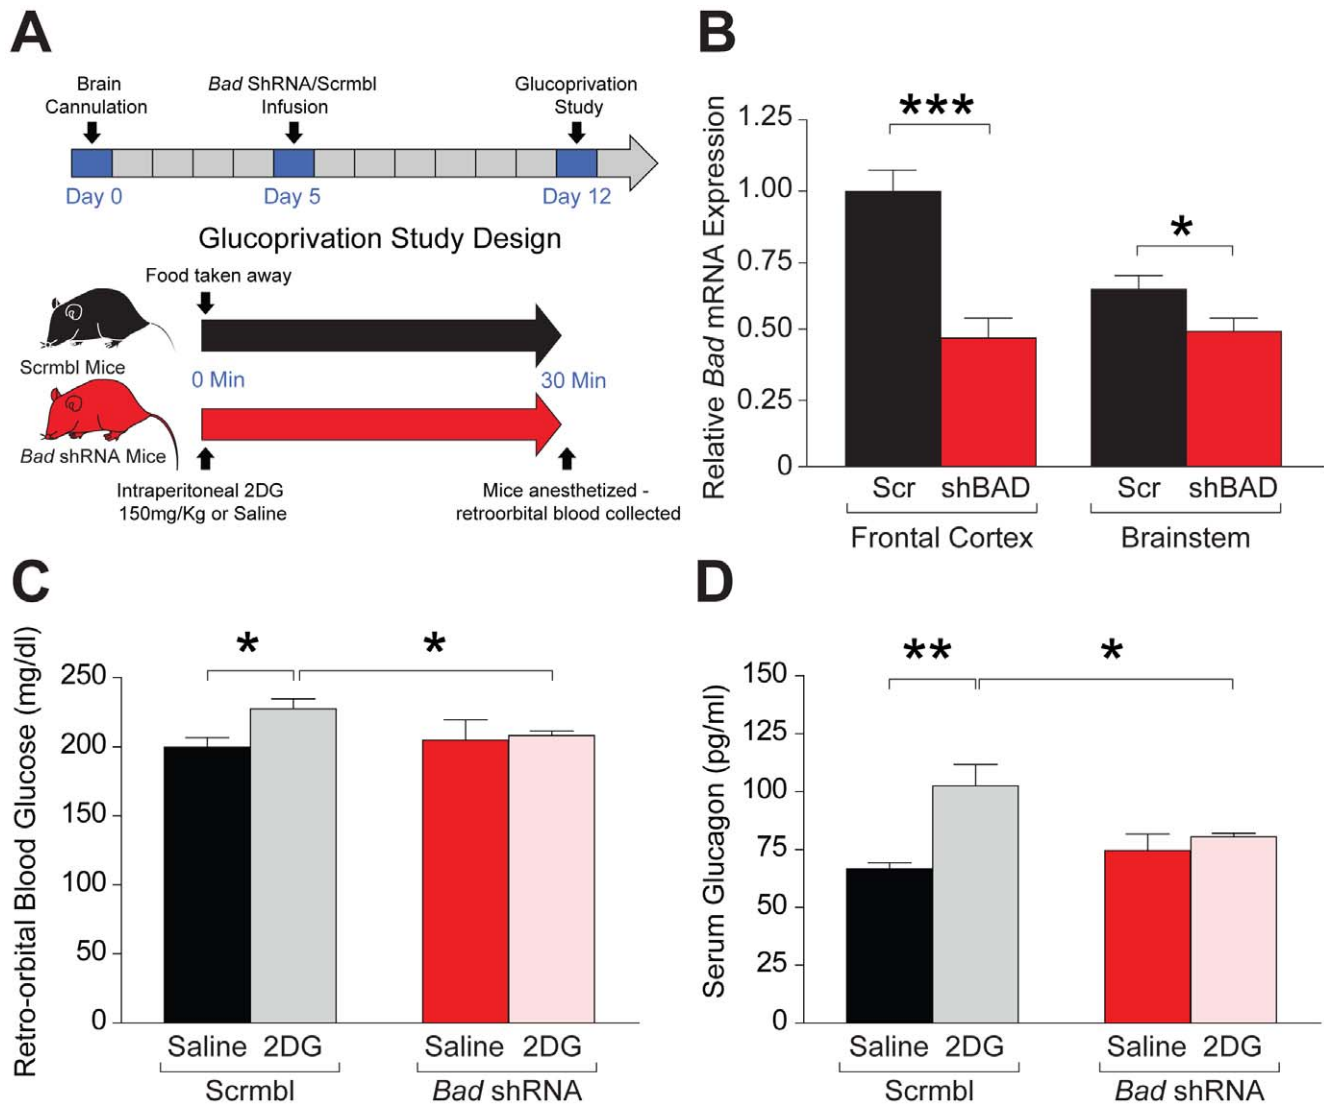 A
Brain
Cannulation
Bad ShRNA/Scrmbl
Infusion
Glucoprivation
Study
Day 0
Day 5
Day 12
Glucoprivation Study Design
Food taken away
Scrmbl Mice
0 Min
30 Min
Bad shRNA Mice
Intraperitoneal 2DG
150mg/Kg or Saline
Mice anesthetized -
retroorbital blood collected
B
Relative Bad mRNA Expression
1.25
1.00
0.75
0.50
0.25
0
***
*
Scr shBAD
Scr shBAD
Frontal Cortex
Brainstem
C
Retro-orbital Blood Glucose (mg/dl)
250
200
150
100
50
0
*
*
Saline 2DG
Saline 2DG
Scrmbl
Bad shRNA
D
Serum Glucagon (pg/ml)
150
125
100
75
50
25
0
**
*
Saline 2DG
Saline 2DG
Scrmbl
Bad shRNA